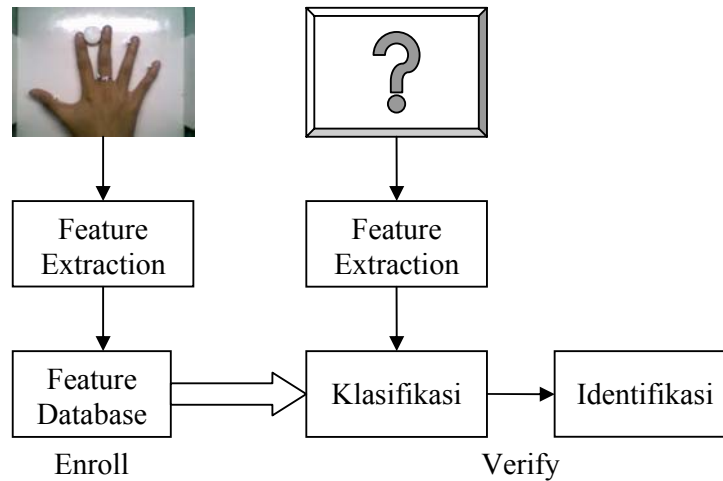 ?
Feature
Extraction
Feature
Extraction
Feature
Database
Klasifikasi
Identifikasi
Enroll
Verify